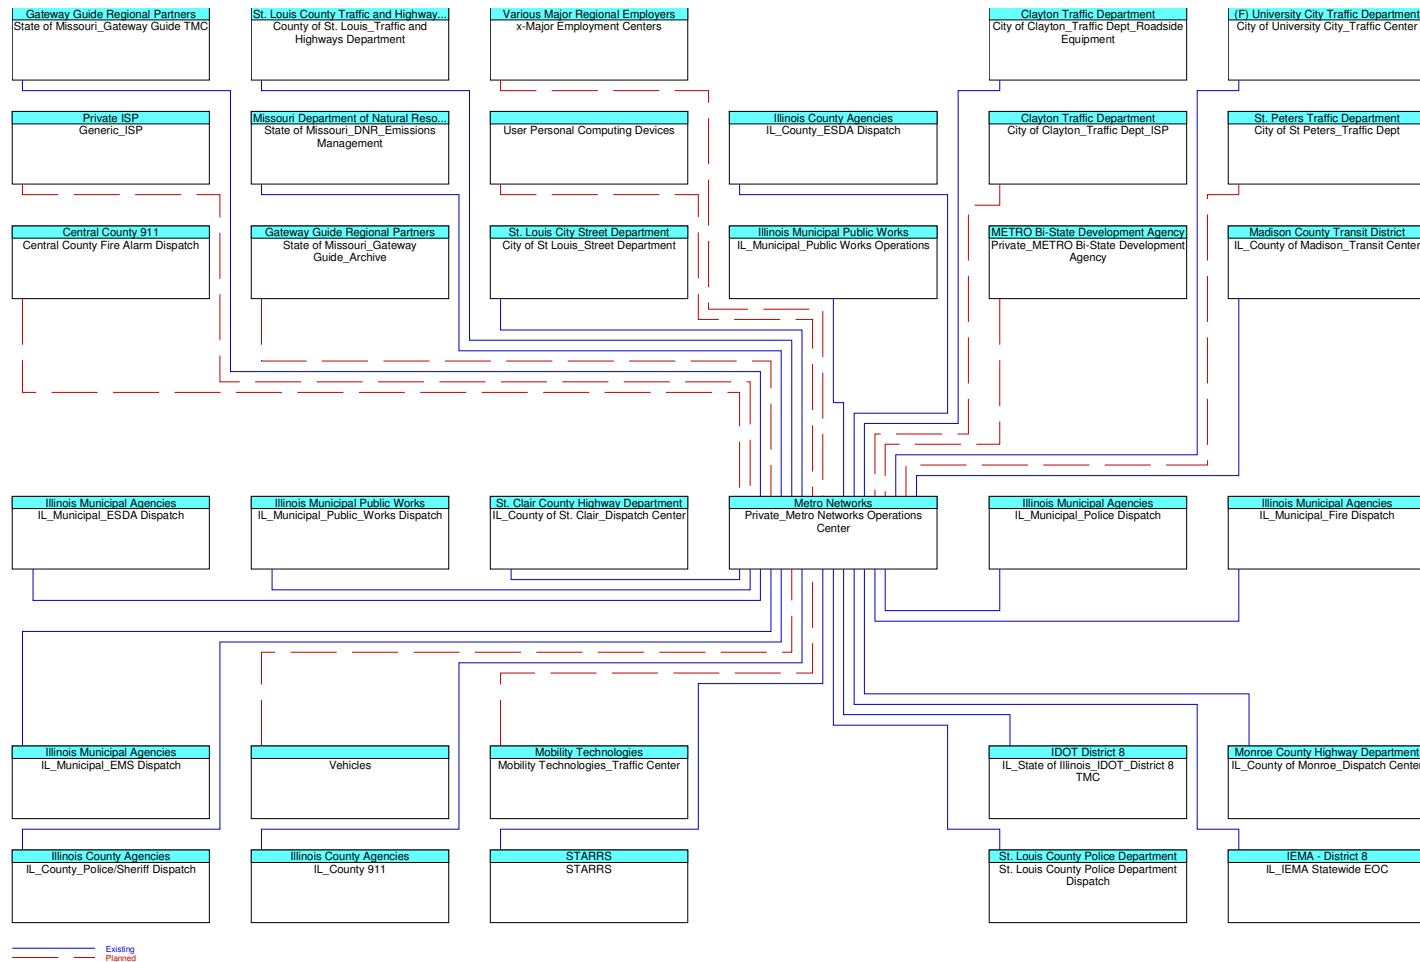 Gateway Guide Regional Partners
State of Missouri_Gateway Guide TMC
St. Louis County Traffic and Highway...
County of St. Louis_Traffic and
Highways Department
Various Major Regional Employers
x-Major Employment Centers
Clayton Traffic Department
City of Clayton_Traffic Dept_Roadside
Equipment
(F) University City Traffic Department
City of University City_Traffic Center
Private ISP
Generic_ISP
Missouri Department of Natural Reso...
State of Missouri_DNR_Emissions
Management
User Personal Computing Devices
Illinois County Agencies
IL_County_ESDA Dispatch
Clayton Traffic Department
City of Clayton_Traffic Dept_ISP
St. Peters Traffic Department
City of St Peters_Traffic Dept
Central County 911
Central County Fire Alarm Dispatch
Gateway Guide Regional Partners
State of Missouri_Gateway
Guide_Archive
St. Louis City Street Department
City of St Louis_Street Department
Illinois Municipal Public Works
IL_Municipal_Public Works Operations
METRO Bi-State Development Agency
Private_METRO Bi-State Development
Agency
Madison County Transit District
IL_County of Madison_Transit Center
Illinois Municipal Agencies
IL_Municipal_ESDA Dispatch
Illinois Municipal Public Works
IL_Municipal_Public_Works Dispatch
St. Clair County Highway Department
IL_County of St. Clair_Dispatch Center
Metro Networks
Private_Metro Networks Operations
Center
Illinois Municipal Agencies
IL_Municipal_Police Dispatch
Illinois Municipal Agencies
IL_Municipal_Fire Dispatch
Illinois Municipal Agencies
IL_Municipal_EMS Dispatch
Vehicles
Mobility Technologies
Mobility Technologies_Traffic Center
IDOT District 8
IL_State of Illinois_IDOT_District 8
TMC
Monroe County Highway Department
IL_County of Monroe_Dispatch Center
Illinois County Agencies
IL_County_Police/Sheriff Dispatch
Illinois County Agencies
IL_County 911
STARRS
STARRS
St. Louis County Police Department
St. Louis County Police Department
Dispatch
IEMA - District 8
IL_IEMA Statewide EOC
Existing
Planned